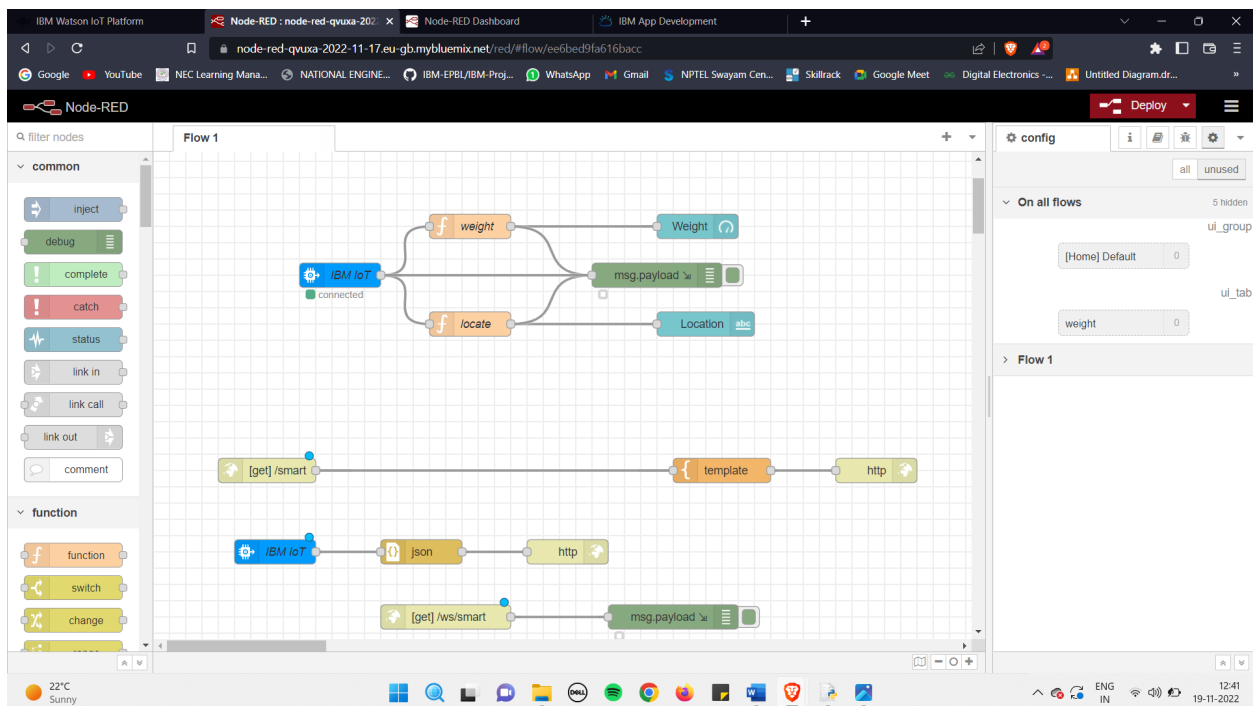 IBM Watson IoT Platform
Node-RED : node-red-qvuxa-202
Node-RED Dashboard
IBM App Development
node-red-qvuxa-2022-11-17.eu-gb.mybluemix.net/red/#flow/ee6bed9fa616bacc
Google
YouTube
NEC Learning Mana...
NATIONAL ENGINE...
IBM-EPBL/IBM-Proj...
WhatsApp
Gmail
NPTEL Swayam Cen...
Skillrack
Google Meet
Digital Electronics -...
Untitled Diagram.dr...
»
Node-RED
Deploy
filter nodes
Flow 1
config
i
common
all
unused
On all flows
5 hidden
ui_group
inject
weight
Weight
debug
[Home] Default
0
complete
IBM IoT
msg.payload
connected
ui_tab
catch
locate
Location
abc
weight
0
status
Flow 1
link in
link call
link out
comment
[get] /smart
template
http
function
function
IBM IoT
json
http
switch
change
[get] /ws/smart
msg.payload
22°C
Sunny
DELL
ENG
IN
12:41
19-11-2022